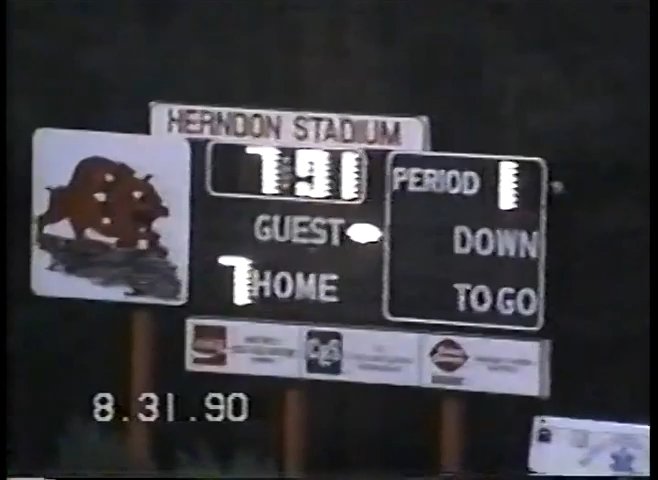 HERNDON STADIUM
7:91
PERIOD 1
GUEST
DOWN
7 HOME
TO GO
8.31.90